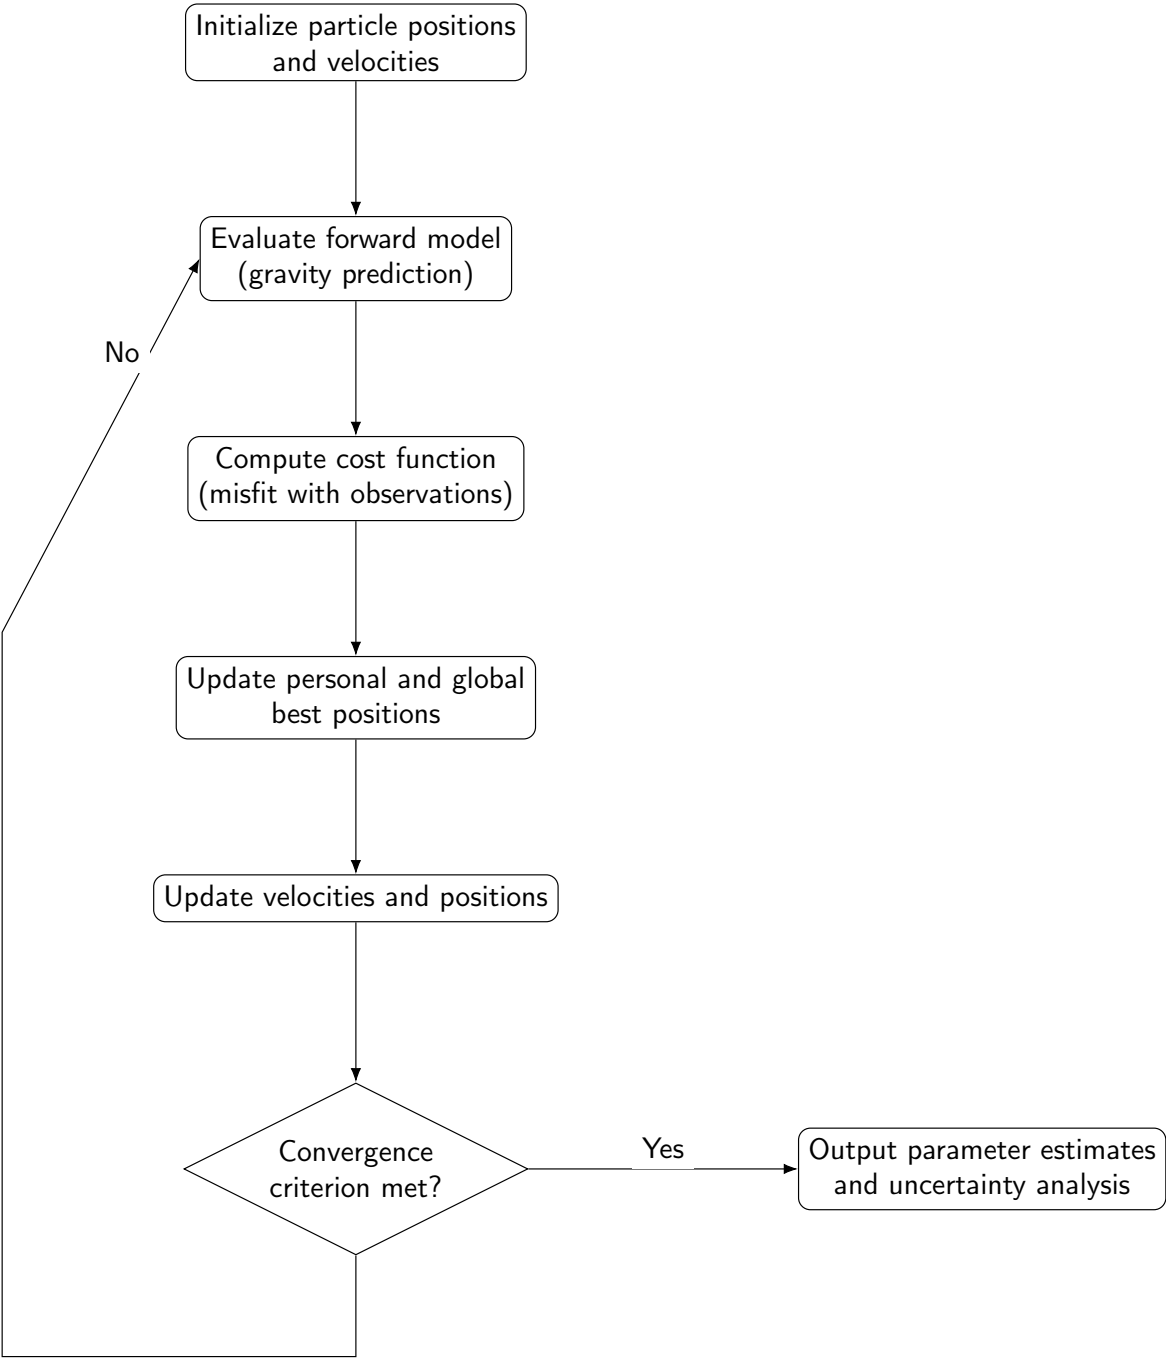 Initialize particle positions
and velocities
Evaluate forward model
(gravity prediction)
No
Compute cost function
(misfit with observations)
Update personal and global
best positions
Update velocities and positions
Convergence
criterion met?
Yes
Output parameter estimates
and uncertainty analysis